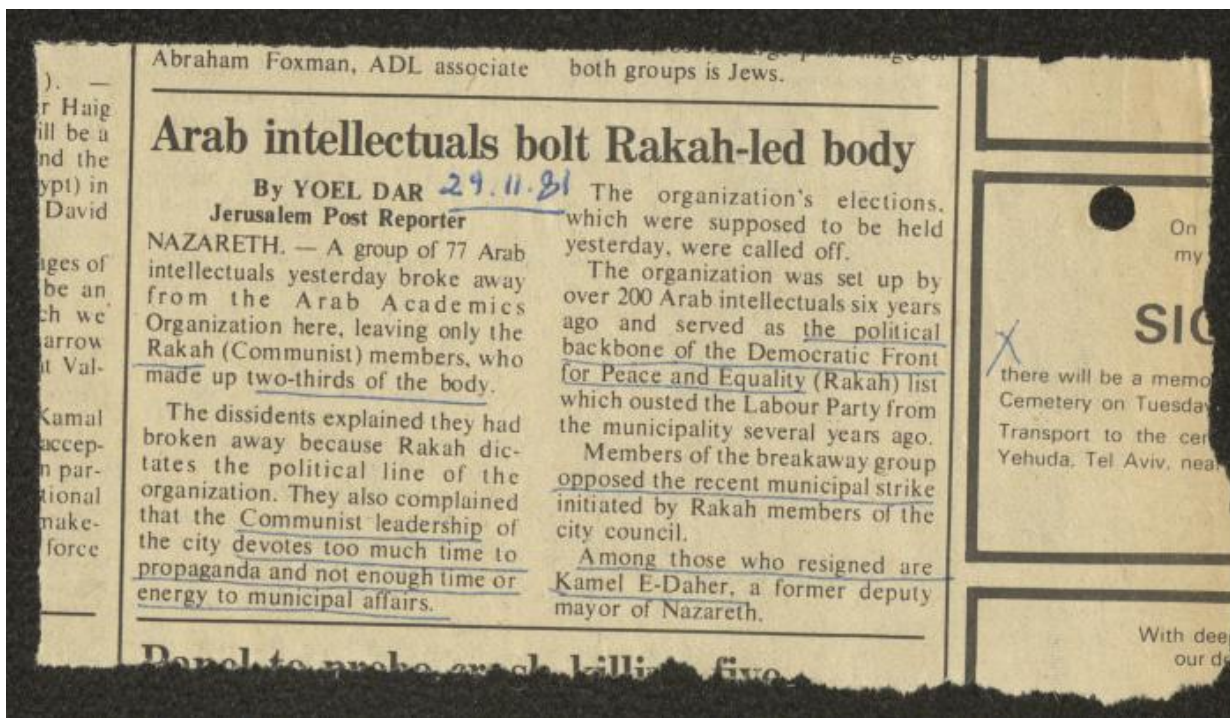 Abraham Foxman, ADL associate
both groups is Jews.
). —
r Haig
ill be a
nd the
ypt) in
David
ages of
be an
ch we
arrow
t Val-
Kamal
accep-
n par-
tional
make-
force
Arab intellectuals bolt Rakah-led body
By YOEL DAR
29.11.81
Jerusalem Post Reporter
NAZARETH. — A group of 77 Arab
intellectuals yesterday broke away
from the Arab Academics
Organization here, leaving only the
Rakah (Communist) members, who
made up two-thirds of the body.
The dissidents explained they had
broken away because Rakah dic-
tates the political line of the
organization. They also complained
that the Communist leadership of
the city devotes too much time to
propaganda and not enough time or
energy to municipal affairs.
The organization's elections,
which were supposed to be held
yesterday, were called off.
The organization was set up by
over 200 Arab intellectuals six years
ago and served as the political
backbone of the Democratic Front
for Peace and Equality (Rakah) list
which ousted the Labour Party from
the municipality several years ago.
Members of the breakaway group
opposed the recent municipal strike
initiated by Rakah members of the
city council.
Among those who resigned are
Kamel E-Daher, a former deputy
mayor of Nazareth.
Panel to probe crash killing five
On
my
SIG
there will be a memo
Cemetery on Tuesday
Transport to the cem
Yehuda, Tel Aviv, near
With dee
our de